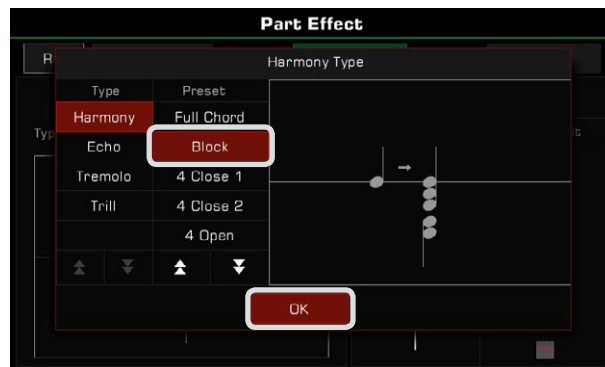 Part Effect
Harmony Type
Type Preset
Harmony Full Chord
Echo Block
Tremolo 4 Close 1
Trill 4 Close 2
4 Open
OK